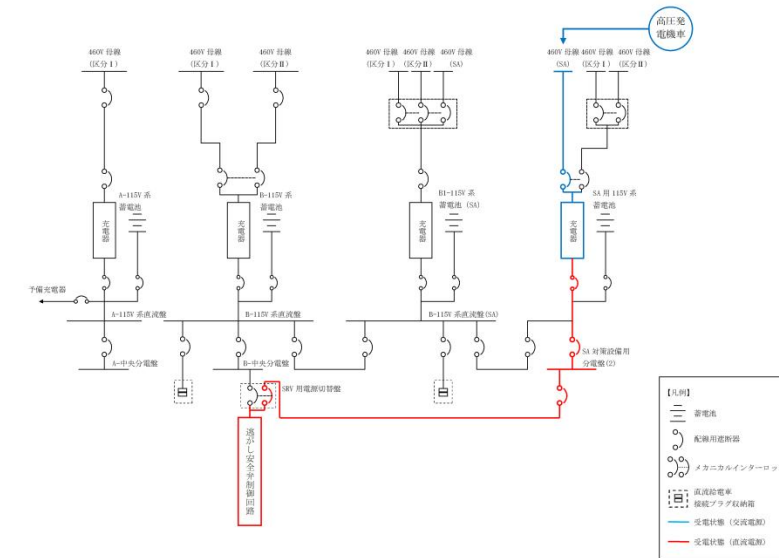 高圧発
電機車
460V 母線
(区分Ⅰ)
460V 母線
(区分Ⅰ)
460V 母線
(区分Ⅱ)
460V 母線
(区分Ⅰ)
460V 母線
(区分Ⅱ)
460V 母線
(SA)
460V 母線
(SA)
460V 母線
(区分Ⅰ)
460V 母線
(区分Ⅱ)
A-115V 系
蓄電池
B-115V 系
蓄電池
B1-115V 系
蓄電池 (SA)
SA 用 115V 系
蓄電池
充電器
充電器
充電器
充電器
予備充電器
A-115V 系直流盤
B-115V 系直流盤
B-115V 系直流盤(SA)
A-中央分電盤
B-中央分電盤
SA 対策設備用
分電盤(2)
SRV 用電源切替盤
逃がし安全弁制御回路
【凡例】
蓄電池
配線用遮断器
メカニカルインターロッ
直流給電車
接続プラグ収納箱
受電状態 (交流電源)
受電状態 (直流電源)